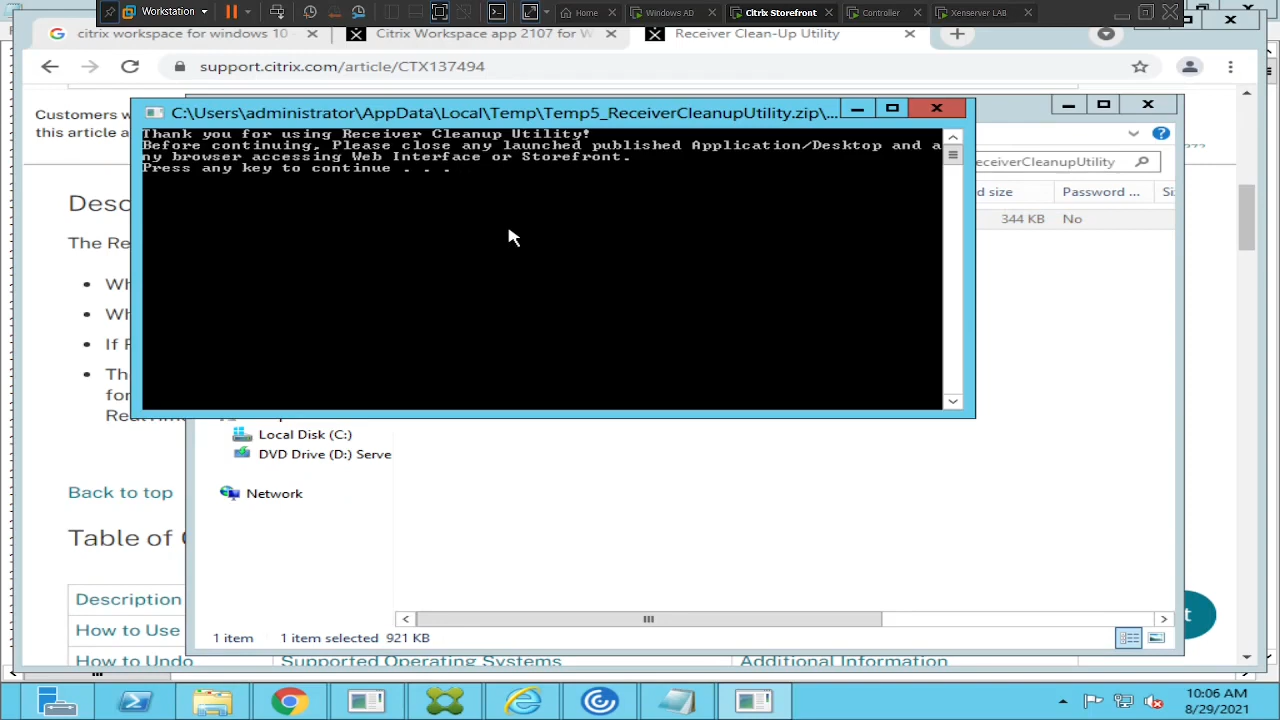 Workstation
Home
Windows AD
Citrix Storefront
Controller
Xenserver LAB
citrix workspace for windows 10 -
Citrix Workspace app 2107 for W
Receiver Clean-Up Utility
support.citrix.com/article/CTX137494
Customers w
this article a
C:\Users\administrator\AppData\Local\Temp\Temp5_ReceiverCleanupUtility.zip\...
Thank you for using Receiver Cleanup Utility!
Before continuing, Please close any launched published Application/Desktop and a
ny browser accessing Web Interface or Storefront.
Press any key to continue . . .
eceiverCleanupUtility
d size
Password ...
Si
344 KB
No
Desc
The Re
Wh
Wh
If F
Th
for
Local Disk (C:)
DVD Drive (D:) Serve
Network
Back to top
Table of C
Description
How to Use
How to Undo
Supported Operating Systems
Additional Information
t
1 item
1 item selected 921 KB
10:06 AM
8/29/2021